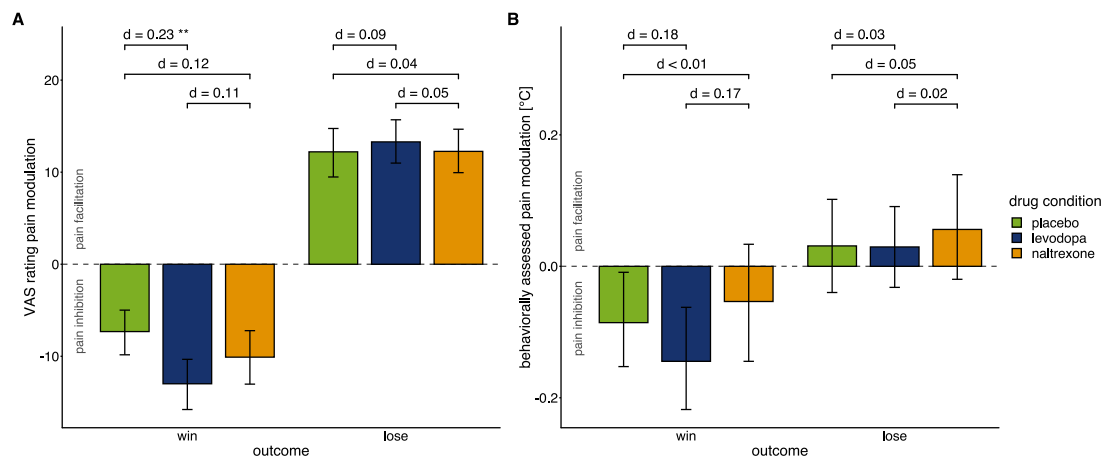 A
d = 0.23 **
d = 0.09
d = 0.12
d = 0.04
d = 0.11
d = 0.05
20
10
0
-10
VAS rating pain modulation
pain facilitation
pain inhibition
win
lose
outcome
B
d = 0.18
d = 0.03
d < 0.01
d = 0.05
d = 0.17
d = 0.02
0.2
0.0
-0.2
behaviorally assessed pain modulation [°C]
pain facilitation
pain inhibition
win
lose
outcome
drug condition
placebo
levodopa
naltrexone